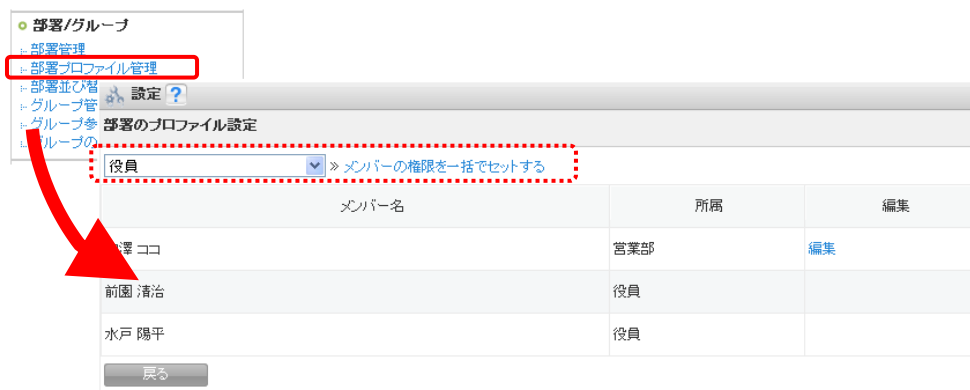 部署/グループ
部署管理
部署プロファイル管理
部署並び替
グループ管
グループ参
グループの
設定 ?
部署のプロファイル設定
役員 » メンバーの権限を一括でセットする
メンバー名 所属 編集
澤 ココ 営業部 編集
前園 清治 役員
水戸 陽平 役員
戻る